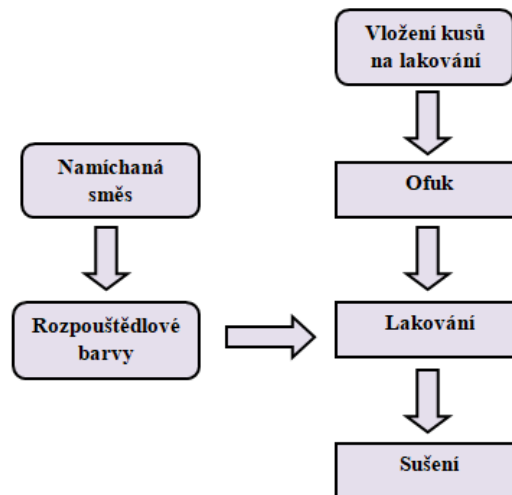 Vložení kusů
na lakování
Namíchaná
směs
Ofuk
Rozpouštědlové
barvy
Lakování
Sušení